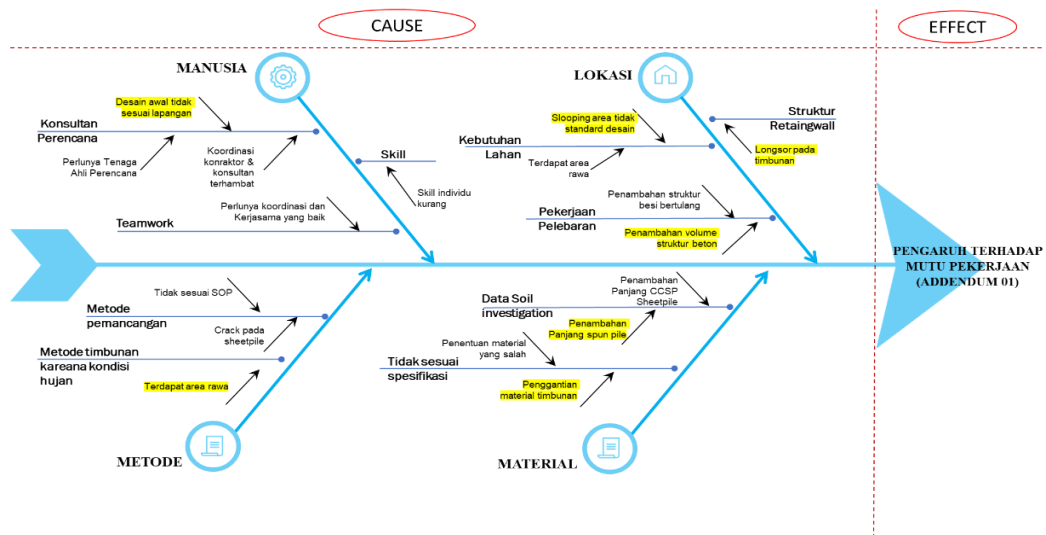 CAUSE
EFFECT
MANUSIA
LOKASI
Desain awal tidak
sesuai lapangan
Konsultan
Perencana
Perlunya Tenaga
Ahli Perencana
Koordinasi
konraktor &
konsultan
terhambat
Skill
Skill individu
kurang
Perlunya koordinasi dan
Kerjasama yang baik
Teamwork
Slooping area tidak
standard desain
Kebutuhan
Lahan
Terdapat area
rawa
Struktur
Retaingwall
Longsor pada
timbunan
Penambahan struktur
besi bertulang
Pekerjaan
Pelebaran
Penambahan volume
struktur beton
PENGARUH TERHADAP
MUTU PEKERJAAN
(ADDENDUM 01)
Tidak sesuai SOP
Metode
pemancangan
Crack pada
sheetpile
Metode timbunan
kareana kondisi
hujan
Terdapat area rawa
Penambahan
Panjang CCSP
Sheetpile
Data Soil
investigation
Penambahan
Panjang spun pile
Penentuan material
yang salah
Tidak sesuai
spesifikasi
Penggantian
material timbunan
METODE
MATERIAL